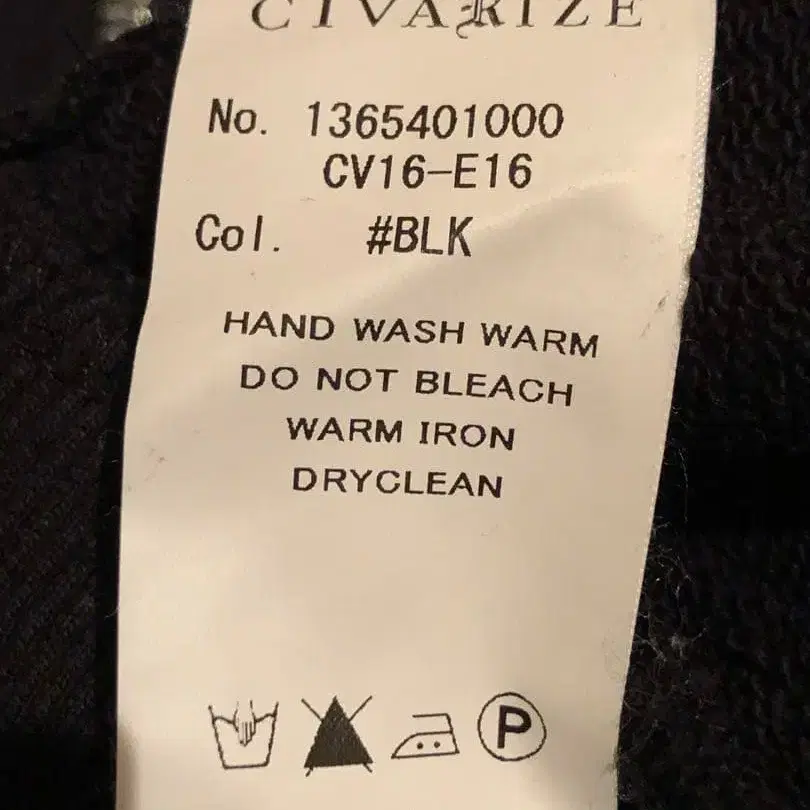 CIVARIZE
No. 1365401000
CV16-E16
Col. #BLK
HAND WASH WARM
DO NOT BLEACH
WARM IRON
DRYCLEAN
P